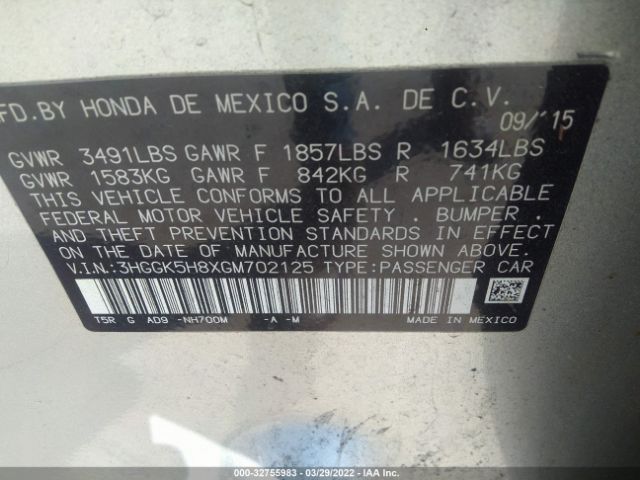 FD.BY HONDA DE MEXICO S.A. DE C.V.
09/'15
GVWR 3491LBS GAWR F 1857LBS R 1634LBS
GVWR 1583KG GAWR F 842KG R 741KG
THIS VEHICLE CONFORMS TO ALL APPLICABLE
FEDERAL MOTOR VEHICLE SAFETY . BUMPER .
AND THEFT PREVENTION STANDARDS IN EFFECT
ON THE DATE OF MANUFACTURE SHOWN ABOVE.
V.I.N.:3HGGK5H8XGM702125 TYPE:PASSENGER CAR
T5R G AD9 -NH700M -A -M MADE IN MEXICO
000-32755983 | 03/29/2022 - IAA Inc.